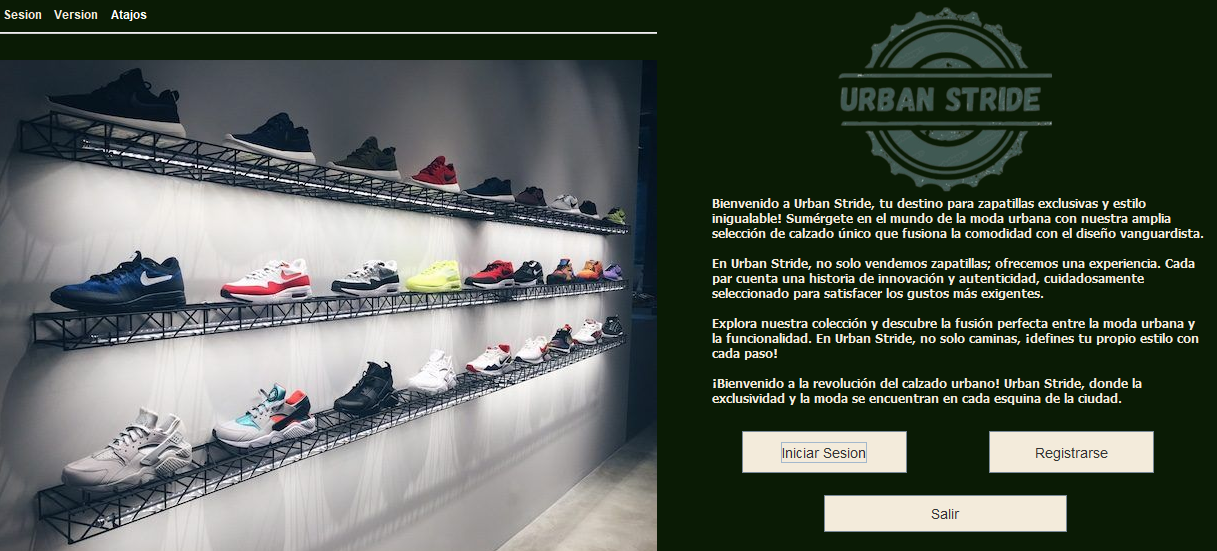 Sesion Version Atajos
URBAN STRIDE
Bienvenido a Urban Stride, tu destino para zapatillas exclusivas y estilo
inigualable! Sumérgete en el mundo de la moda urbana con nuestra amplia
selección de calzado único que fusiona la comodidad con el diseño vanguardista.
En Urban Stride, no solo vendemos zapatillas; ofrecemos una experiencia. Cada
par cuenta una historia de innovación y autenticidad, cuidadosamente
seleccionado para satisfacer los gustos más exigentes.
Explora nuestra colección y descubre la fusión perfecta entre la moda urbana y
la funcionalidad. En Urban Stride, no solo caminas, ¡defines tu propio estilo con
cada paso!
¡Bienvenido a la revolución del calzado urbano! Urban Stride, donde la
exclusividad y la moda se encuentran en cada esquina de la ciudad.
Iniciar Sesion
Registrarse
Salir